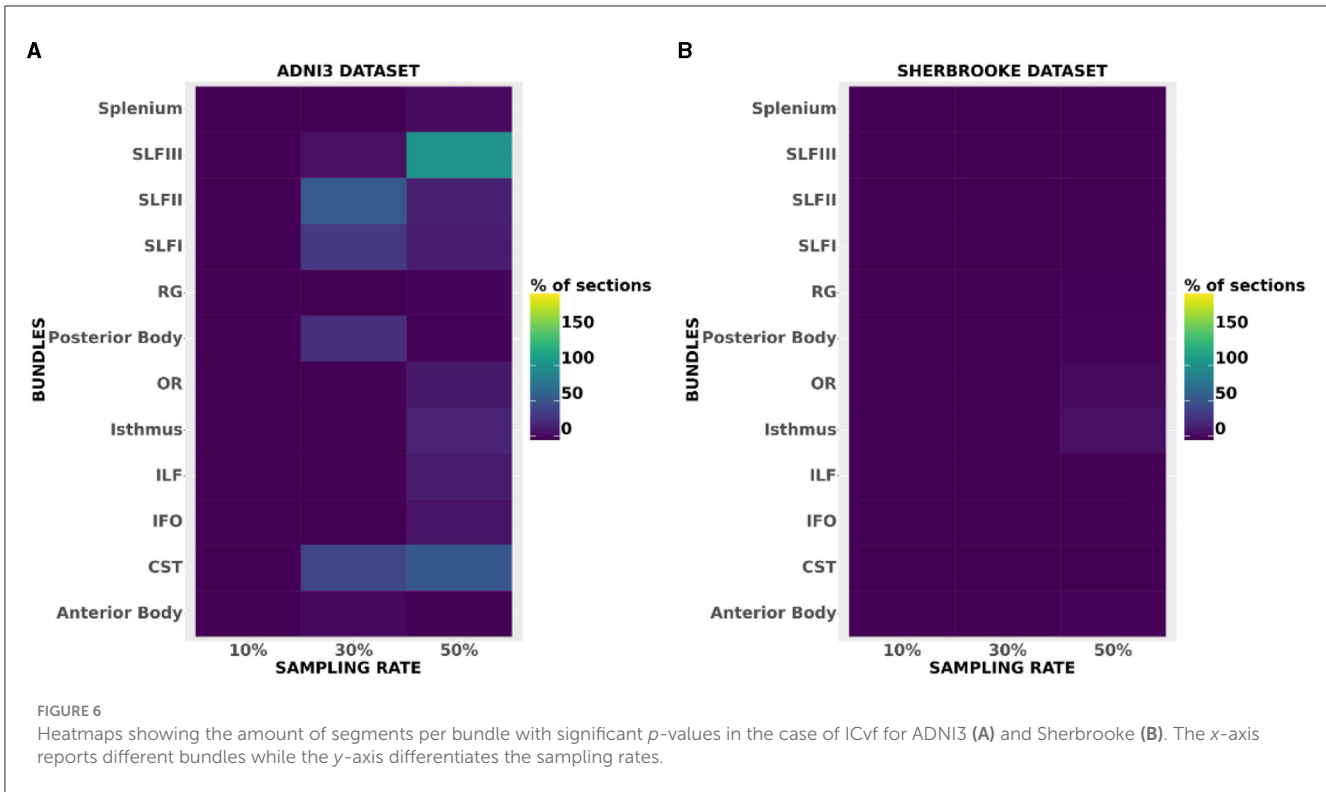 A
ADNI3 DATASET
BUNDLES
Splenium
SLFIII
SLFII
SLFI
RG
Posterior Body
OR
Isthmus
ILF
IFO
CST
Anterior Body
10% 30% 50%
SAMPLING RATE
% of sections
150
100
50
0
B
SHERBROOKE DATASET
BUNDLES
Splenium
SLFIII
SLFII
SLFI
RG
Posterior Body
OR
Isthmus
ILF
IFO
CST
Anterior Body
10% 30% 50%
SAMPLING RATE
% of sections
150
100
50
0
FIGURE 6
Heatmaps showing the amount of segments per bundle with significant p-values in the case of ICvf for ADNI3 (A) and Sherbrooke (B). The x-axis
reports different bundles while the y-axis differentiates the sampling rates.